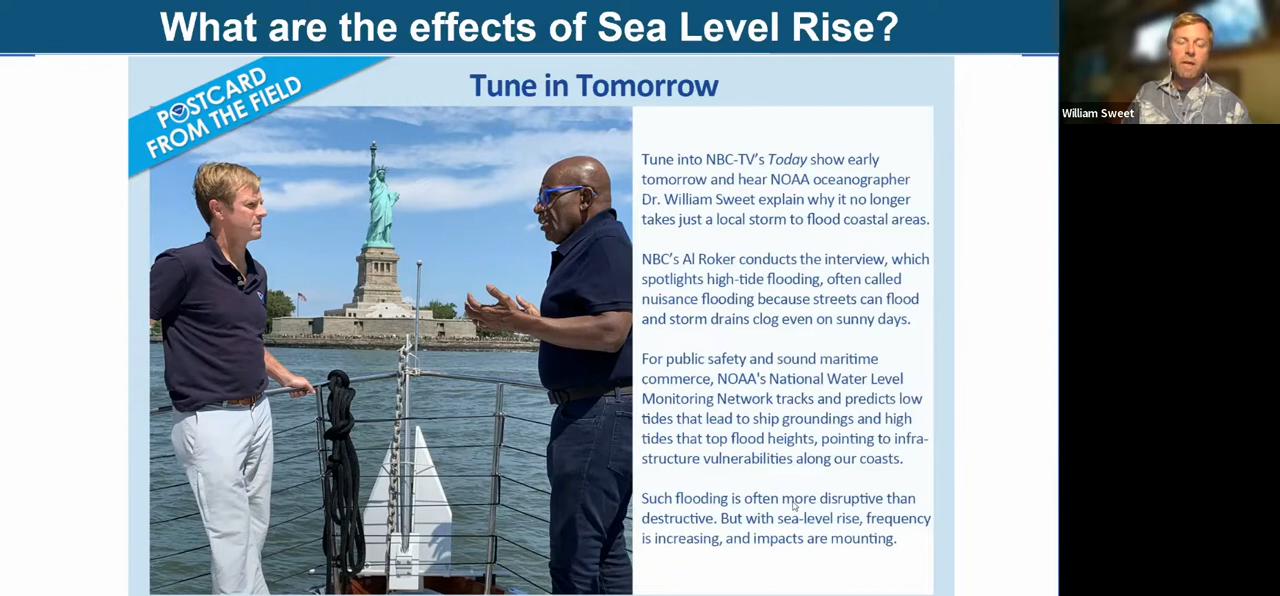 What are the effects of Sea Level Rise?
POSTCARD
FROM THE FIELD
Tune in Tomorrow
Tune into NBC-TV's Today show early
tomorrow and hear NOAA oceanographer
Dr. William Sweet explain why it no longer
takes just a local storm to flood coastal areas.
NBC's Al Roker conducts the interview, which
spotlights high-tide flooding, often called
nuisance flooding because streets can flood
and storm drains clog even on sunny days.
For public safety and sound maritime
commerce, NOAA's National Water Level
Monitoring Network tracks and predicts low
tides that lead to ship groundings and high
tides that top flood heights, pointing to infra-
structure vulnerabilities along our coasts.
Such flooding is often more disruptive than
destructive. But with sea-level rise, frequency
is increasing, and impacts are mounting.
William Sweet